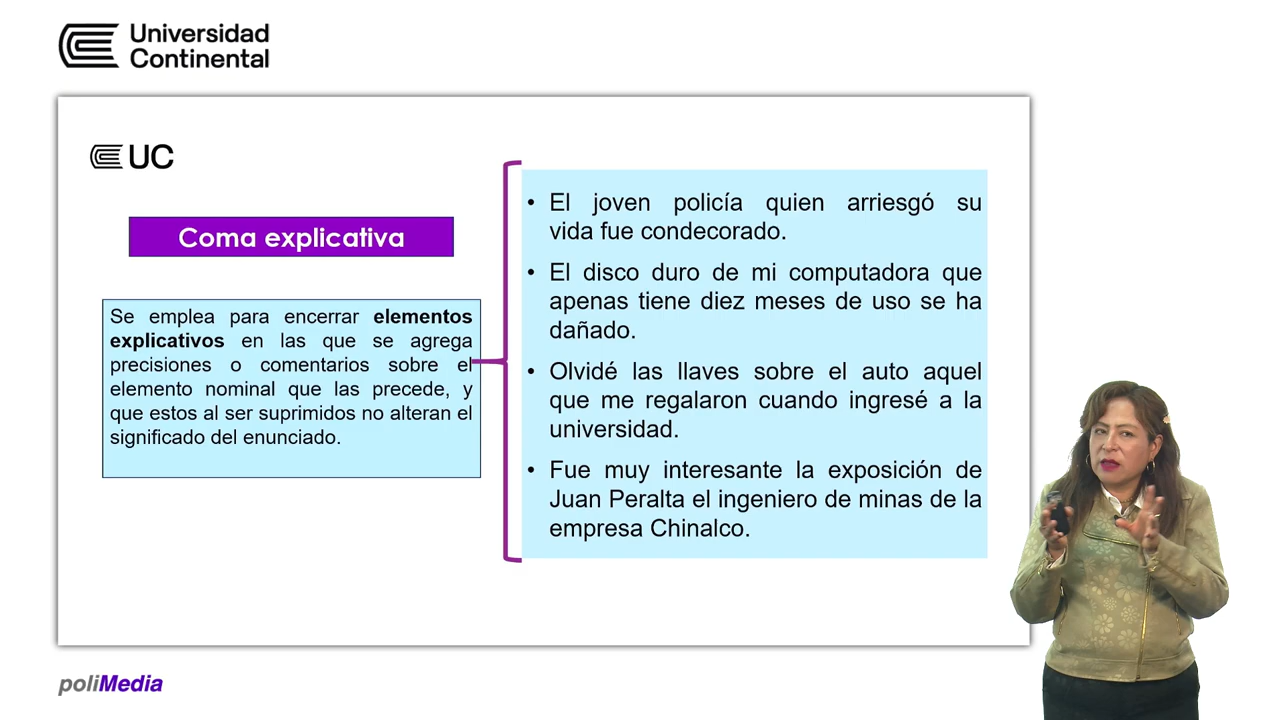 Universidad
Continental
UC
Coma explicativa
Se emplea para encerrar elementos
explicativos en las que se agrega
precisiones o comentarios sobre el
elemento nominal que las precede, y
que estos al ser suprimidos no alteran el
significado del enunciado.
• El joven policía quien arriesgó su
vida fue condecorado.
• El disco duro de mi computadora que
apenas tiene diez meses de uso se ha
dañado.
• Olvidé las llaves sobre el auto aquel
que me regalaron cuando ingresé a la
universidad.
• Fue muy interesante la exposición de
Juan Peralta el ingeniero de minas de la
empresa Chinalco.
poliMedia